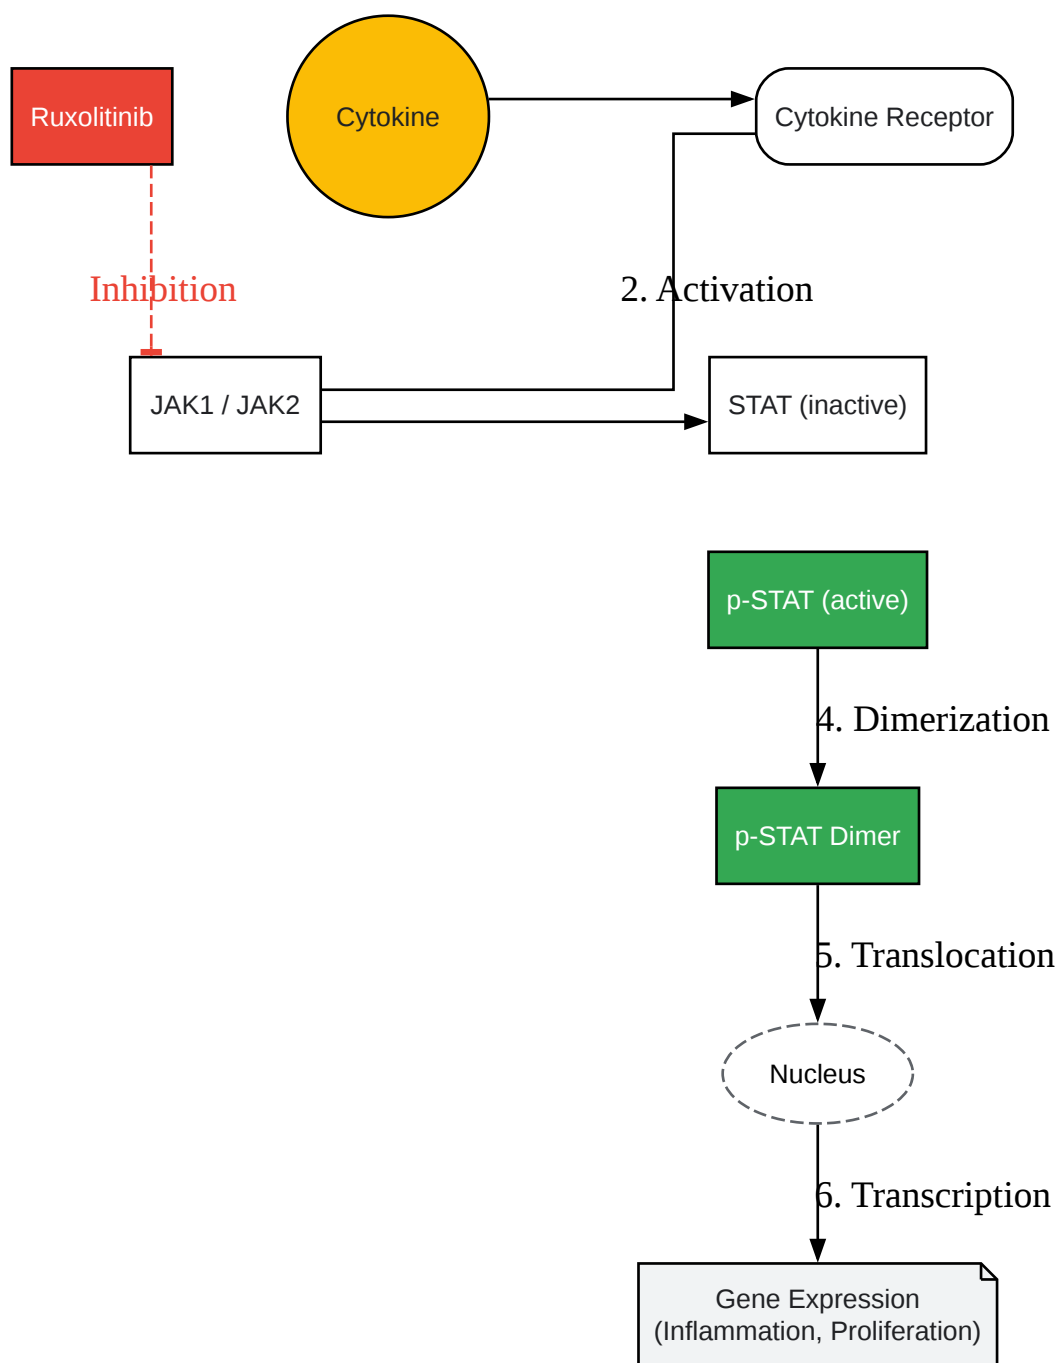 Ruxolitinib
Cytokine
Cytokine Receptor
Inhibition
2. Activation
JAK1 / JAK2
STAT (inactive)
p-STAT (active)
4. Dimerization
p-STAT Dimer
5. Translocation
Nucleus
6. Transcription
Gene Expression
(Inflammation, Proliferation)